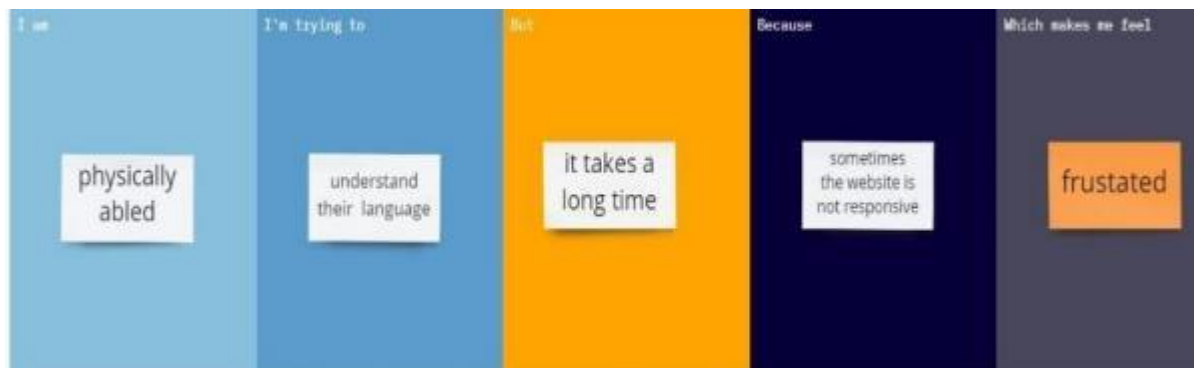 I am
physically
abled
I'm trying to
understand
their language
But
it takes a
long time
Because
sometimes
the website is
not responsive
Which makes me feel
frustated